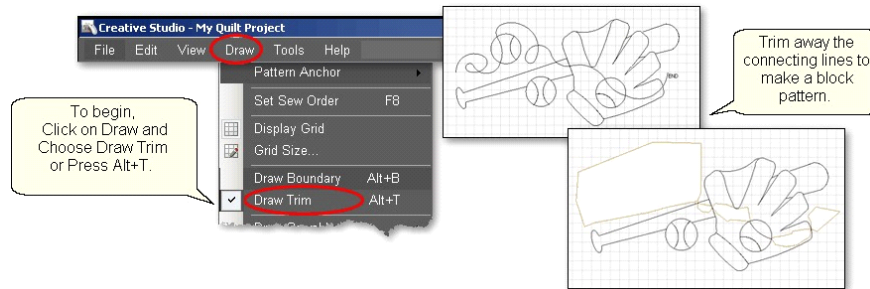 Creative Studio - My Quilt Project
File Edit View Draw Tools Help
Pattern Anchor
Set Sew Order F8
Display Grid
Grid Size...
Draw Boundary Alt+B
Draw Trim Alt+T
To begin,
Click on Draw and
Choose Draw Trim
or Press Alt+T.
END
Trim away the
connecting lines to
make a block
pattern.